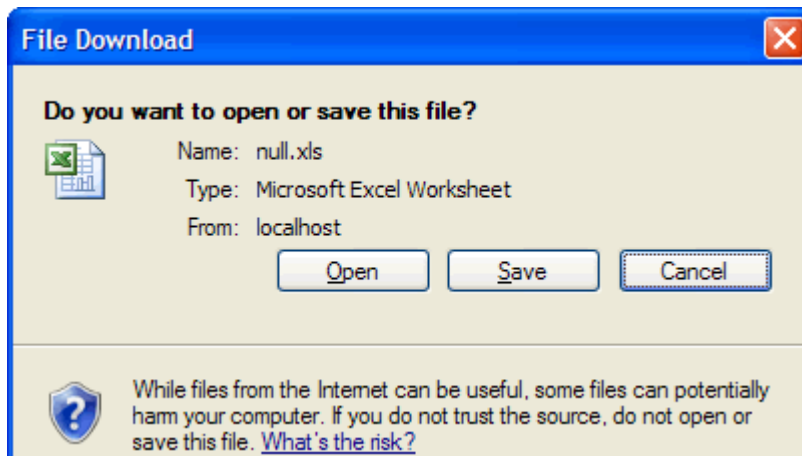 File Download
Do you want to open or save this file?
Name: null.xls
Type: Microsoft Excel Worksheet
From: localhost
Open Save Cancel
While files from the Internet can be useful, some files can potentially
harm your computer. If you do not trust the source, do not open or
save this file. What's the risk?